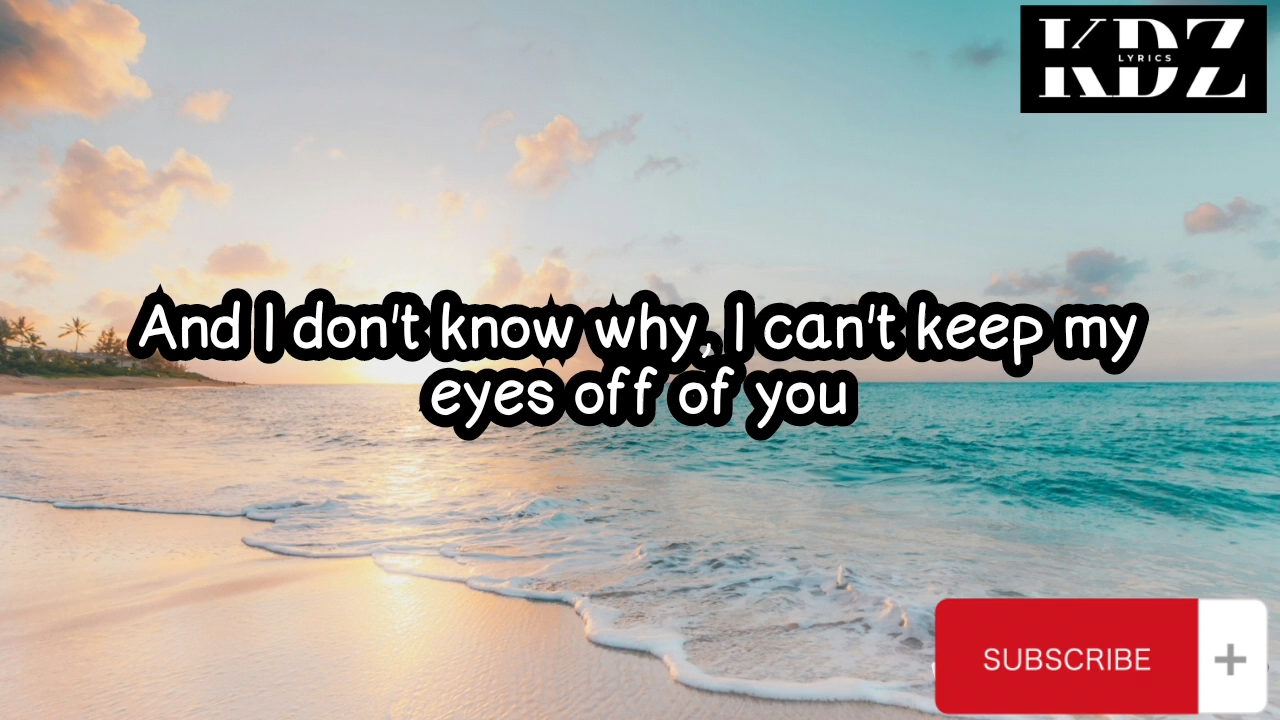 KDZ
LYRICS
And I don't know why, I can't keep my
eyes off of you
SUBSCRIBE +